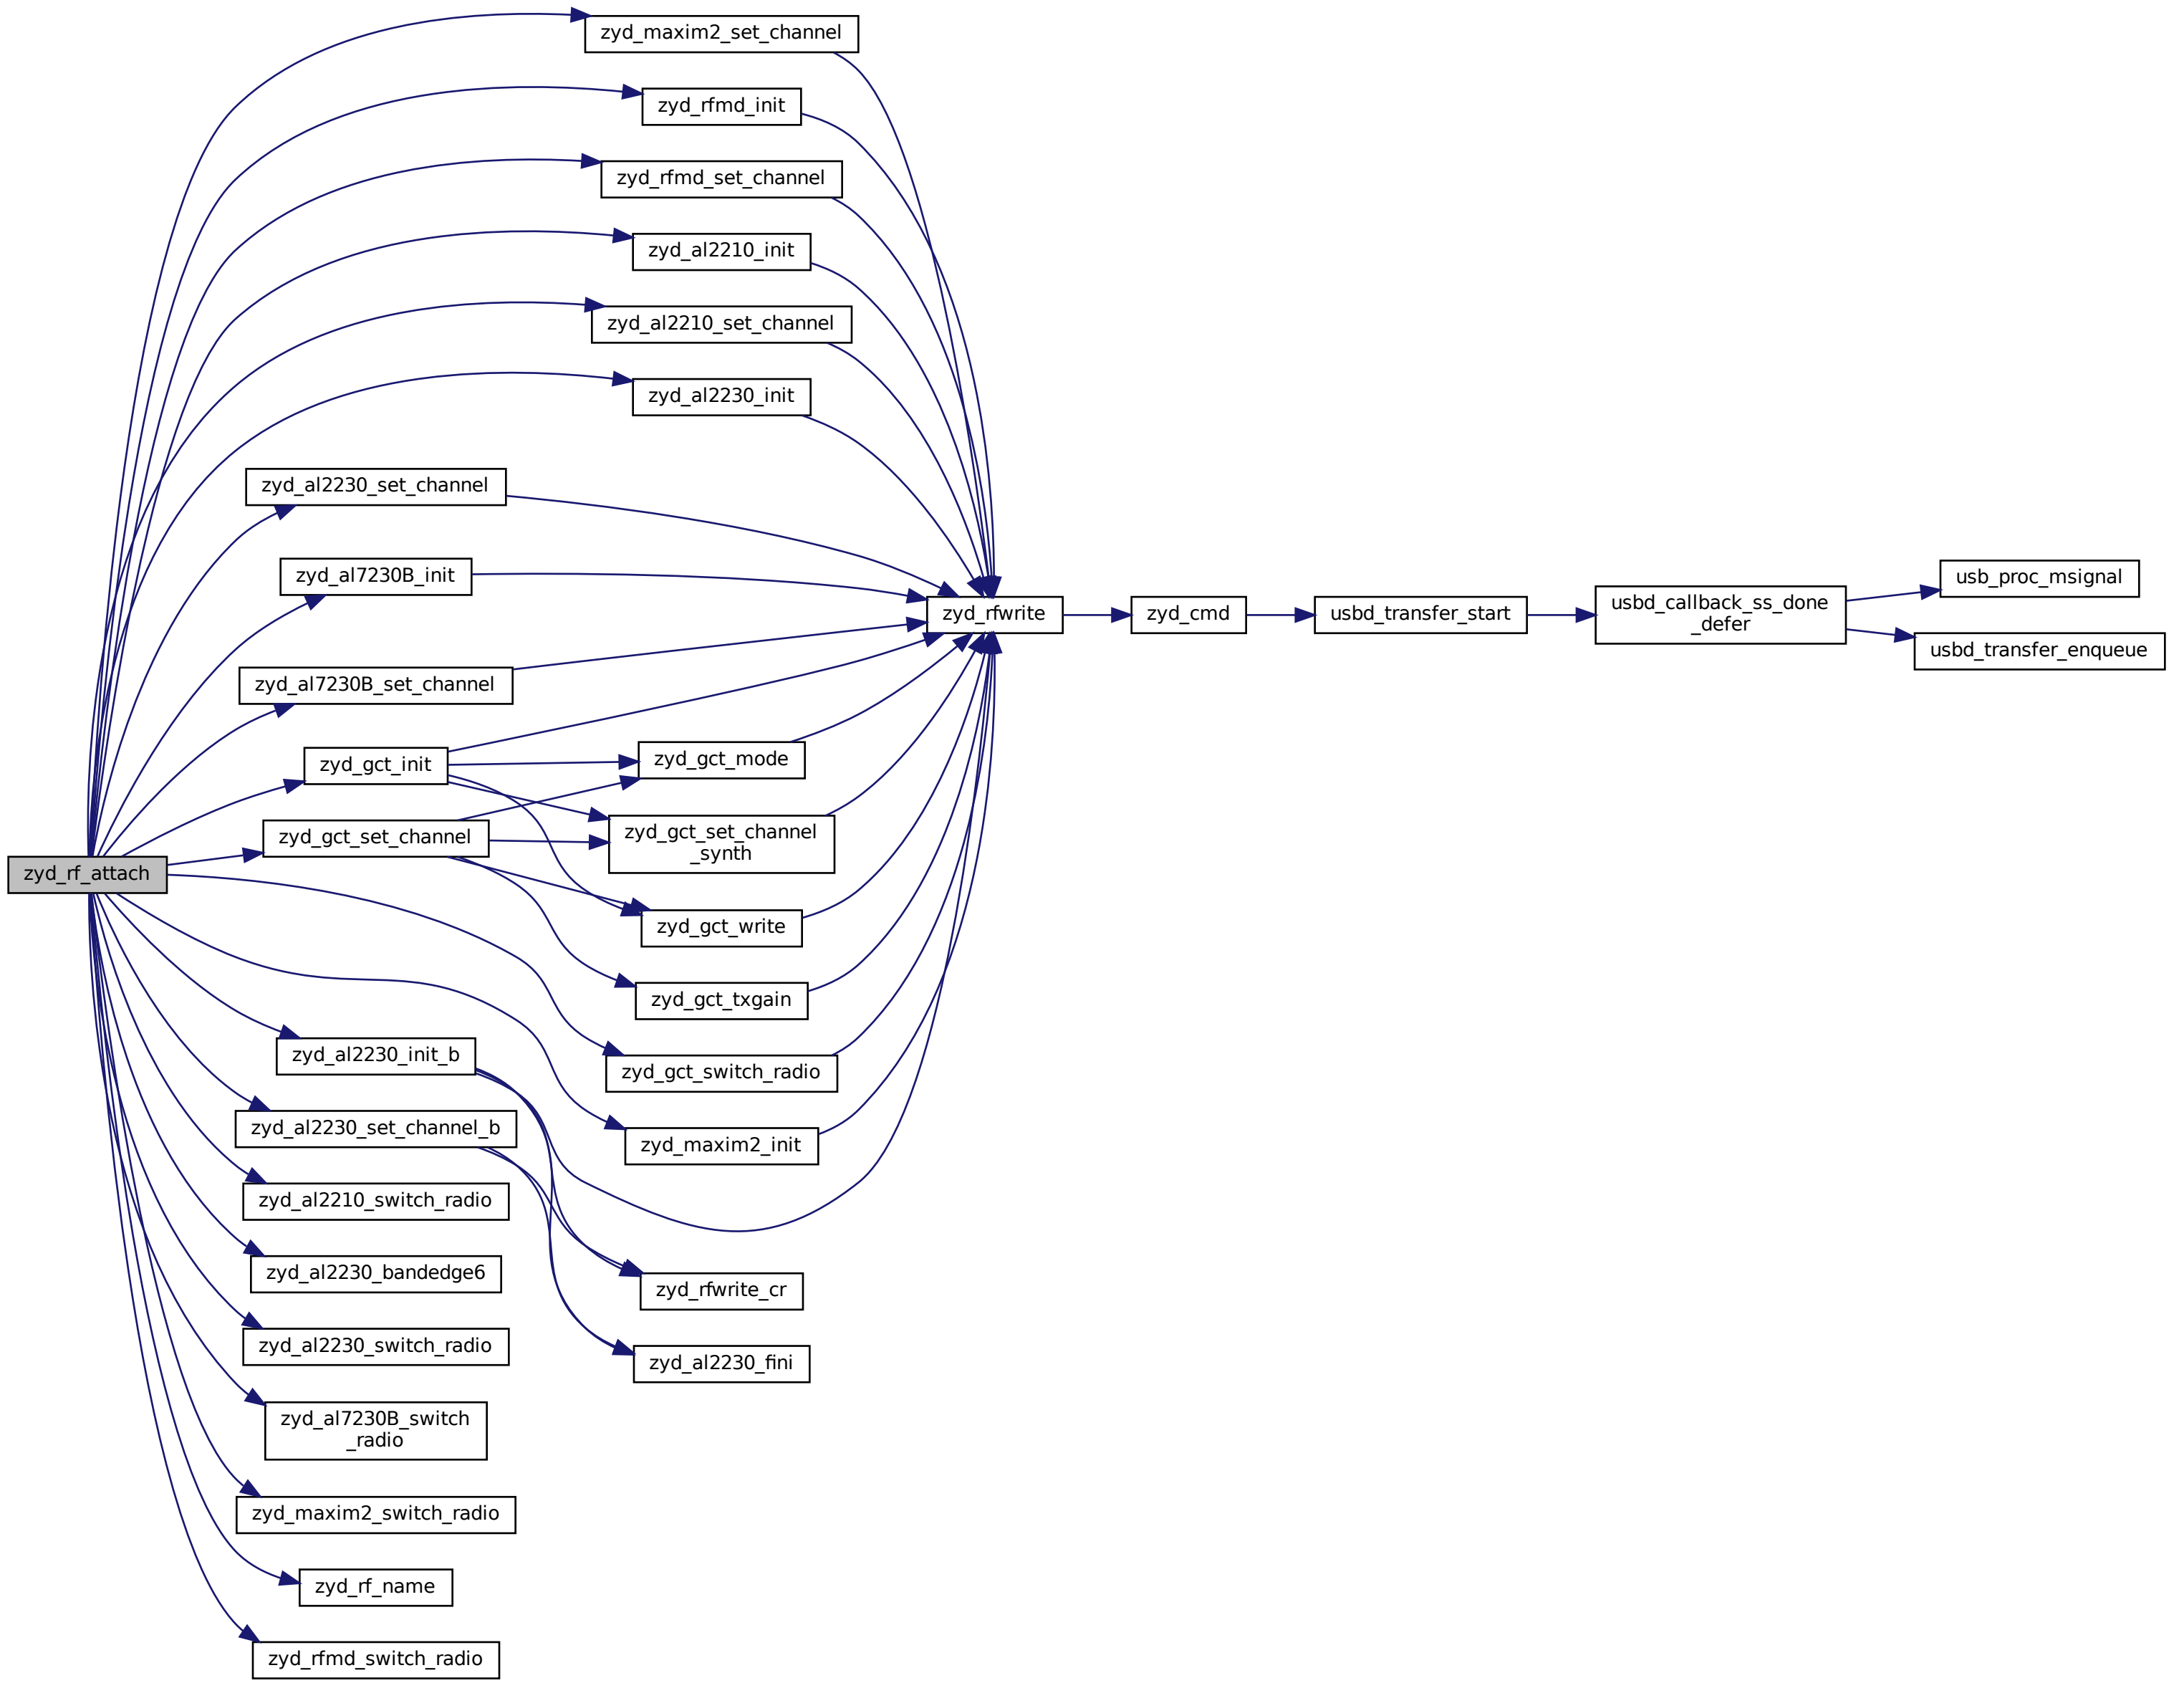 zyd_maxim2_set_channel
zyd_rfmd_init
zyd_rfmd_set_channel
zyd_al2210_init
zyd_al2210_set_channel
zyd_al2230_init
zyd_al2230_set_channel
zyd_al7230B_init
usb_proc_msignal
zyd_rfwrite
zyd_cmd
usbd_transfer_start
usbd_callback_ss_done
_defer
usbd_transfer_enqueue
zyd_al7230B_set_channel
zyd_gct_init
zyd_gct_mode
zyd_gct_set_channel
zyd_gct_set_channel
_synth
zyd_rf_attach
zyd_gct_write
zyd_gct_txgain
zyd_al2230_init_b
zyd_gct_switch_radio
zyd_al2230_set_channel_b
zyd_maxim2_init
zyd_al2210_switch_radio
zyd_al2230_bandedge6
zyd_rfwrite_cr
zyd_al2230_switch_radio
zyd_al2230_fini
zyd_al7230B_switch
_radio
zyd_maxim2_switch_radio
zyd_rf_name
zyd_rfmd_switch_radio